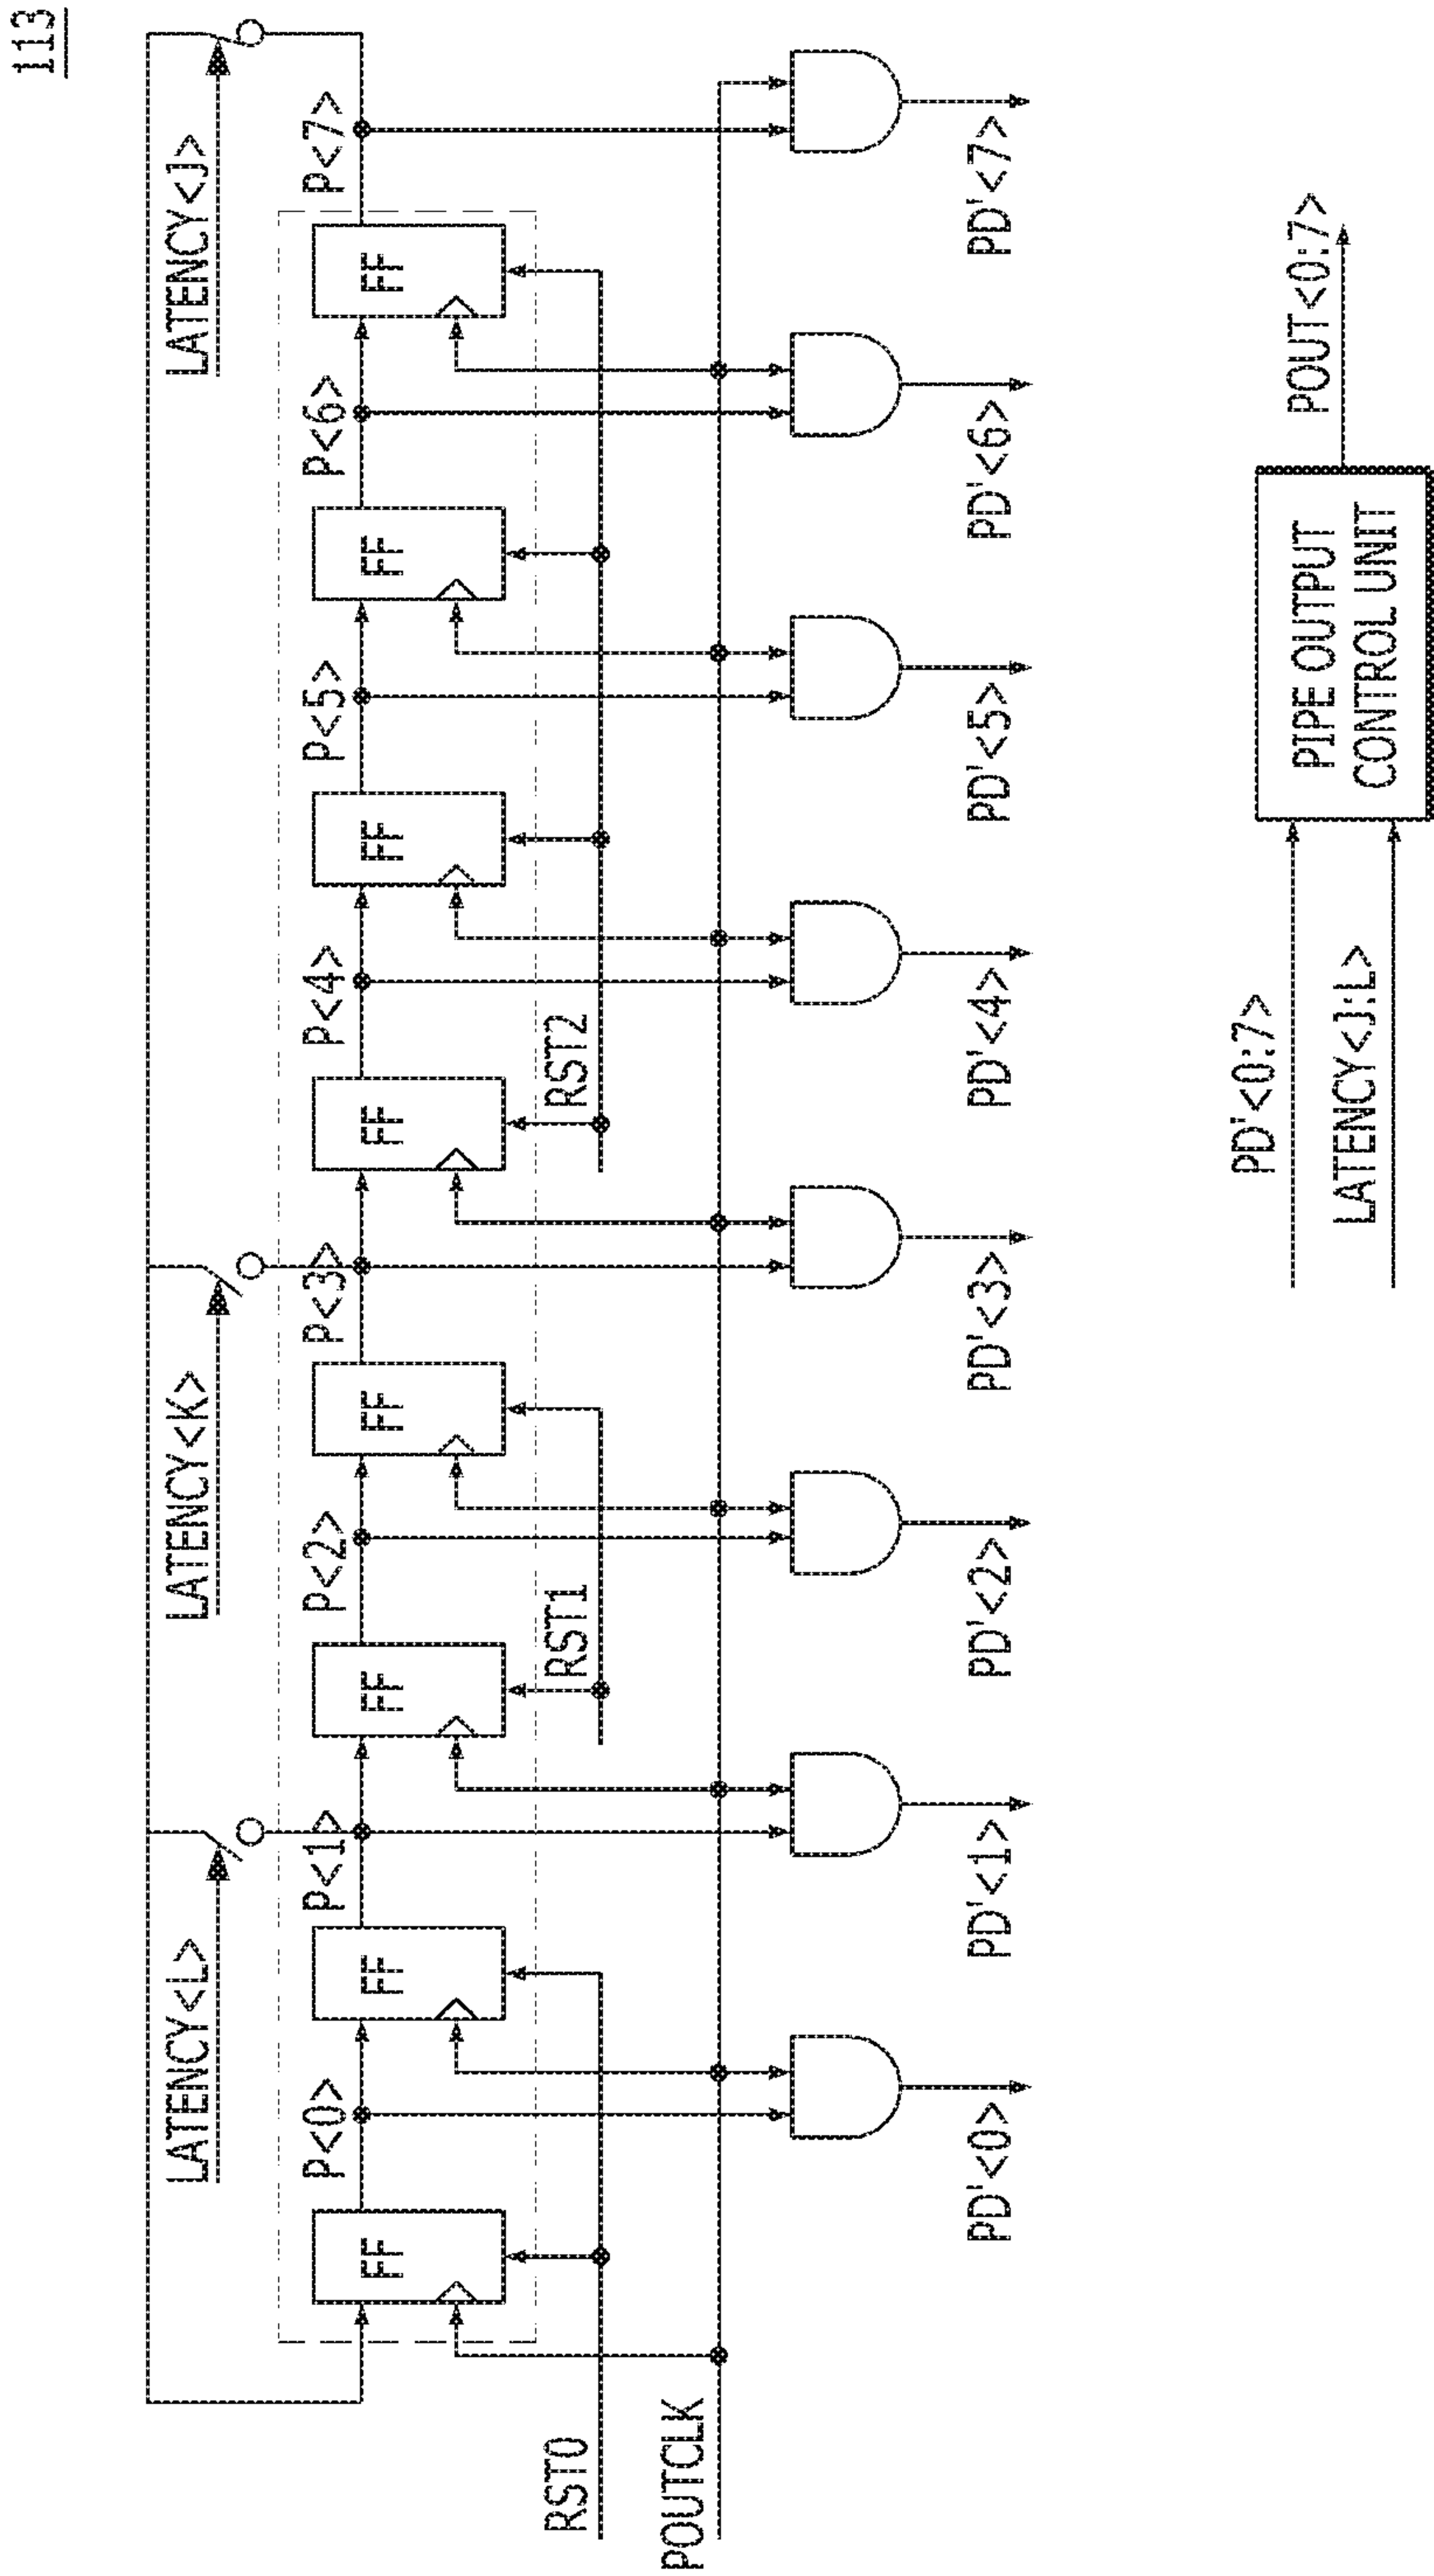 113
LATENCY<L>
LATENCY<K>
LATENCY<J>
P<0>
P<1>
P<2>
P<3>
P<4>
P<5>
P<6>
P<7>
FF
FF
FF
FF
FF
FF
FF
FF
RST0
RST1
RST2
POUTCLK
PD'<0>
PD'<1>
PD'<2>
PD'<3>
PD'<4>
PD'<5>
PD'<6>
PD'<7>
PD'<0:7>
LATENCY<J:L>
PIPE OUTPUT
CONTROL UNIT
POUT<0:7>